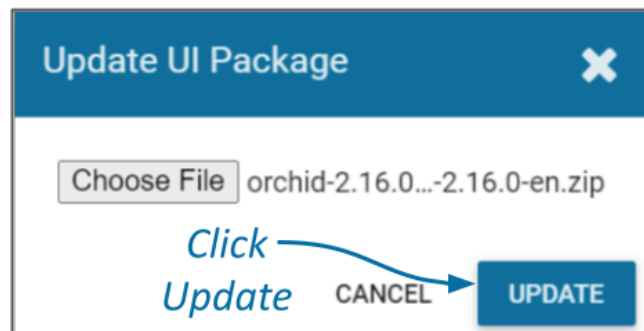 Update UI Package
Choose File orchid-2.16.0...-2.16.0-en.zip
Click
Update
CANCEL UPDATE